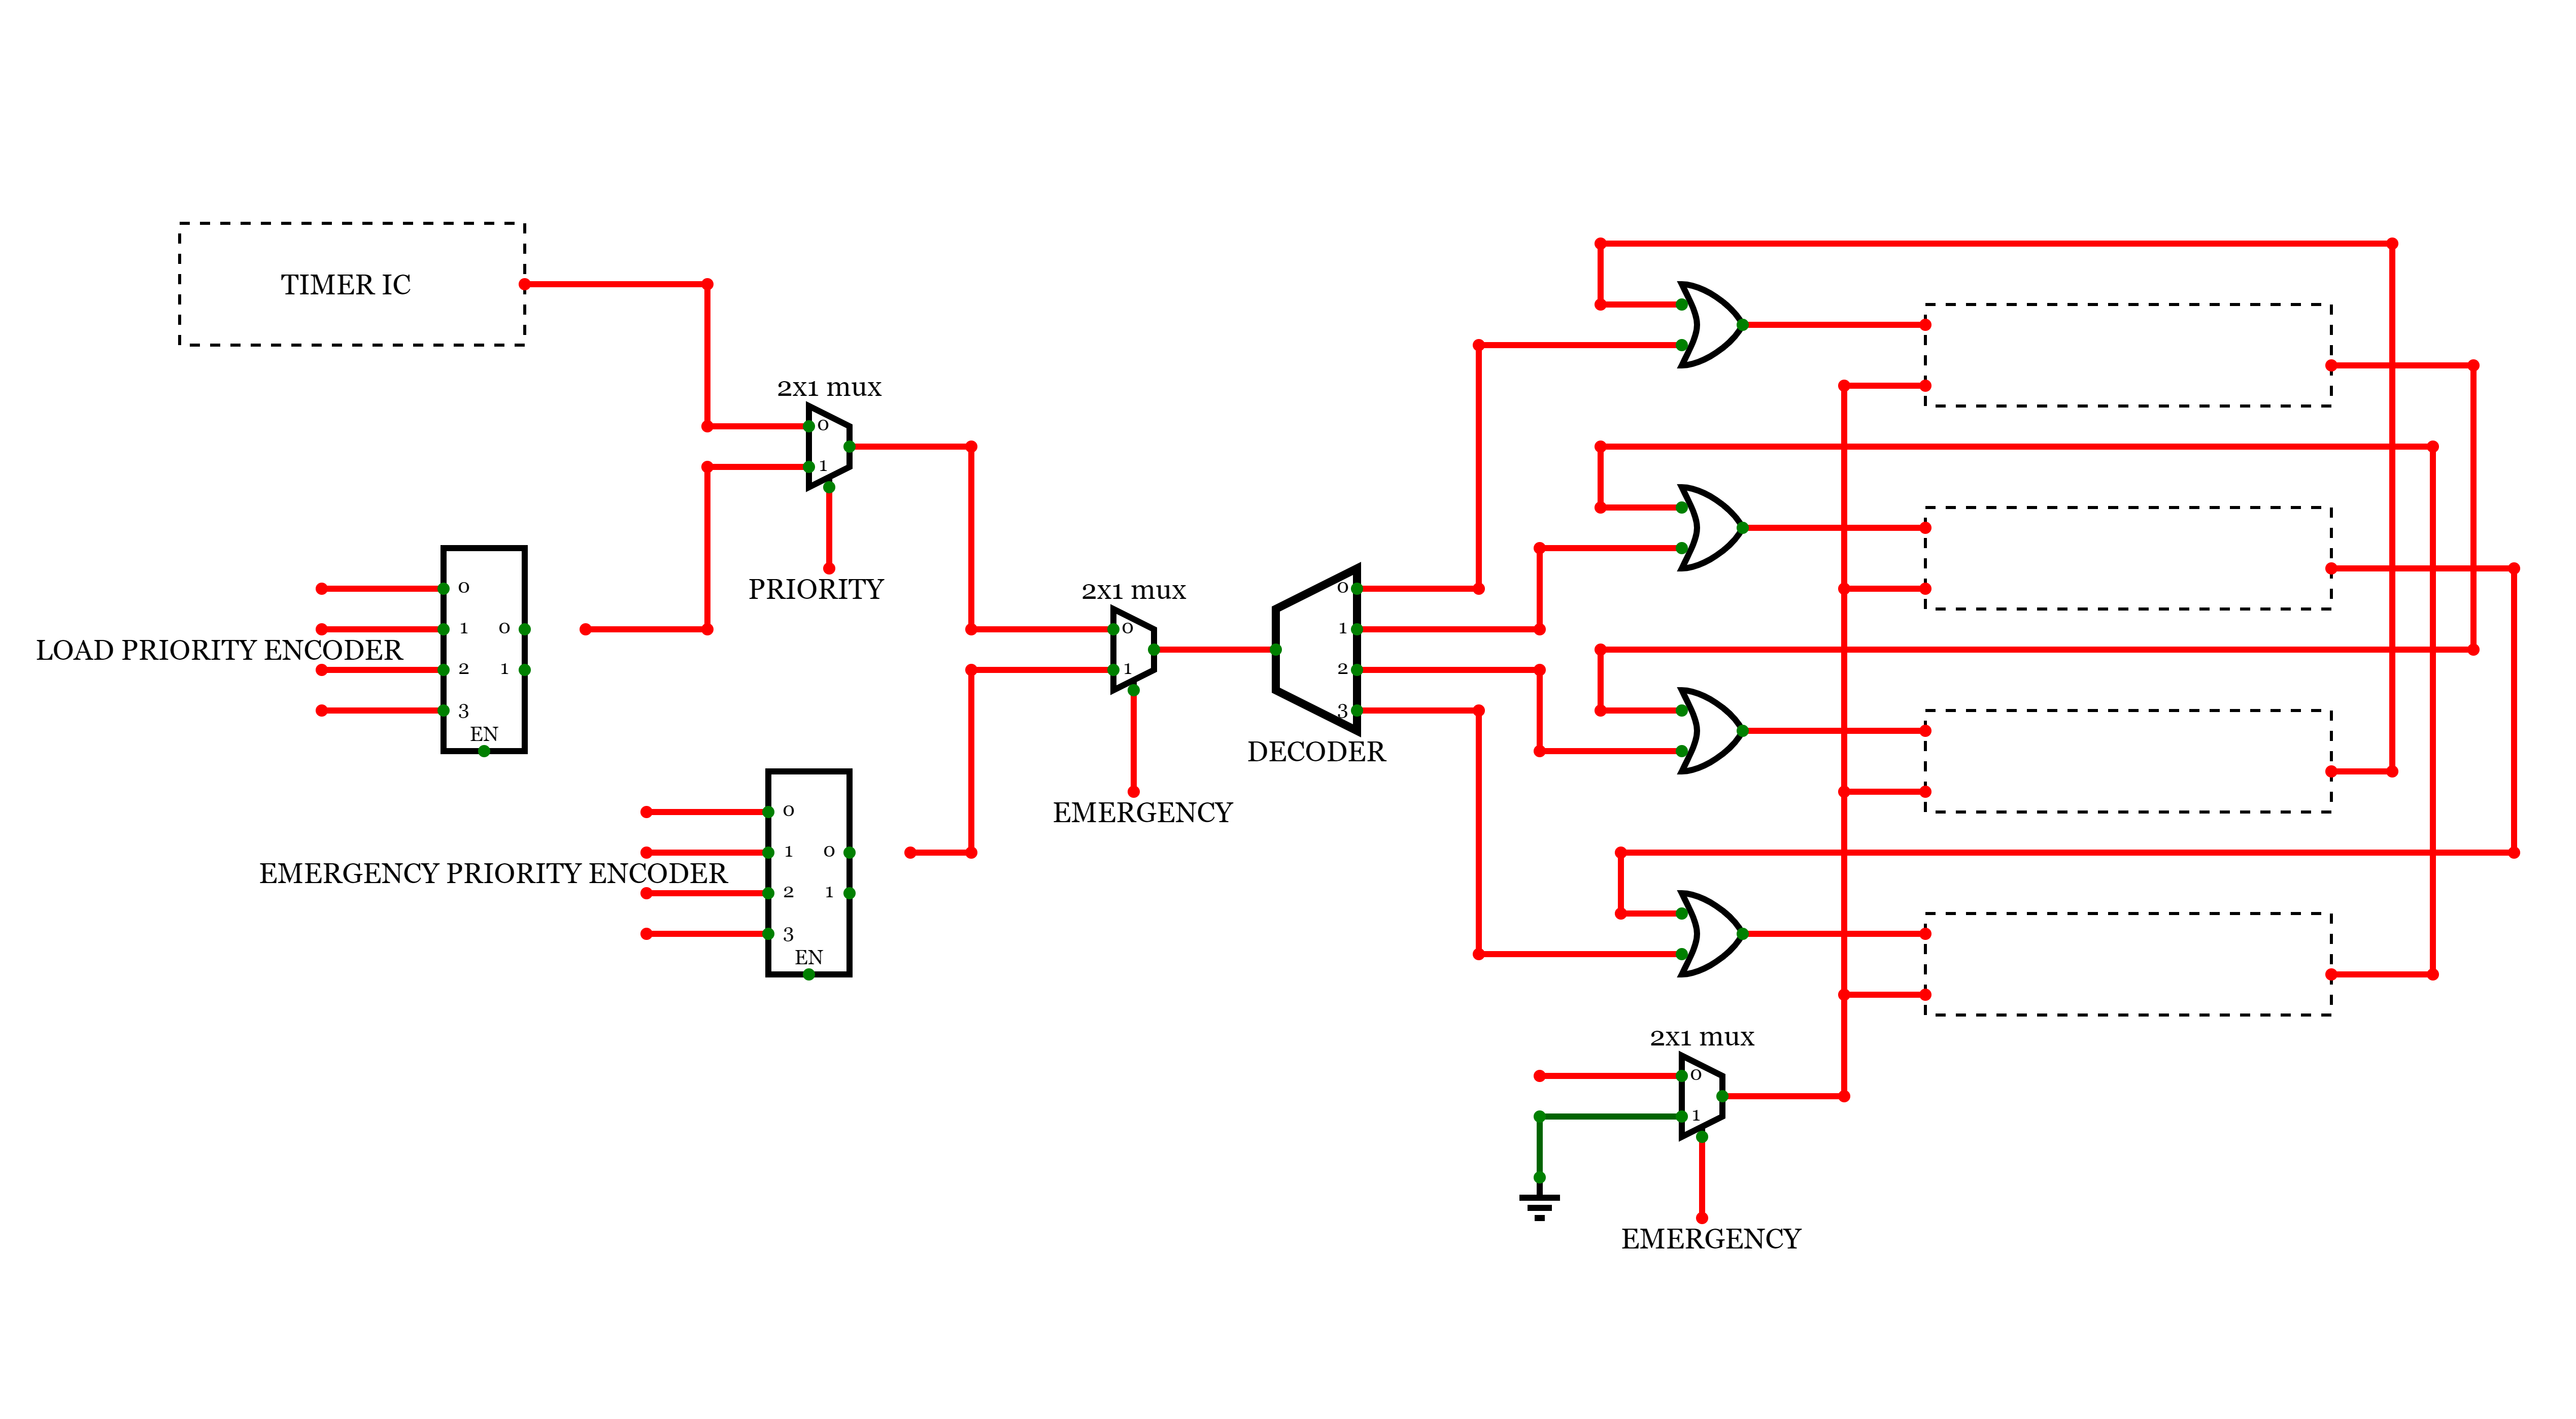 TIMER IC
2x1 mux
0
1
PRIORITY
0
1
2
3
0
1
EN
LOAD PRIORITY ENCODER
0
1
2
3
0
1
EN
EMERGENCY PRIORITY ENCODER
2x1 mux
0
1
EMERGENCY
0
1
2
3
DECODER
2x1 mux
0
1
EMERGENCY